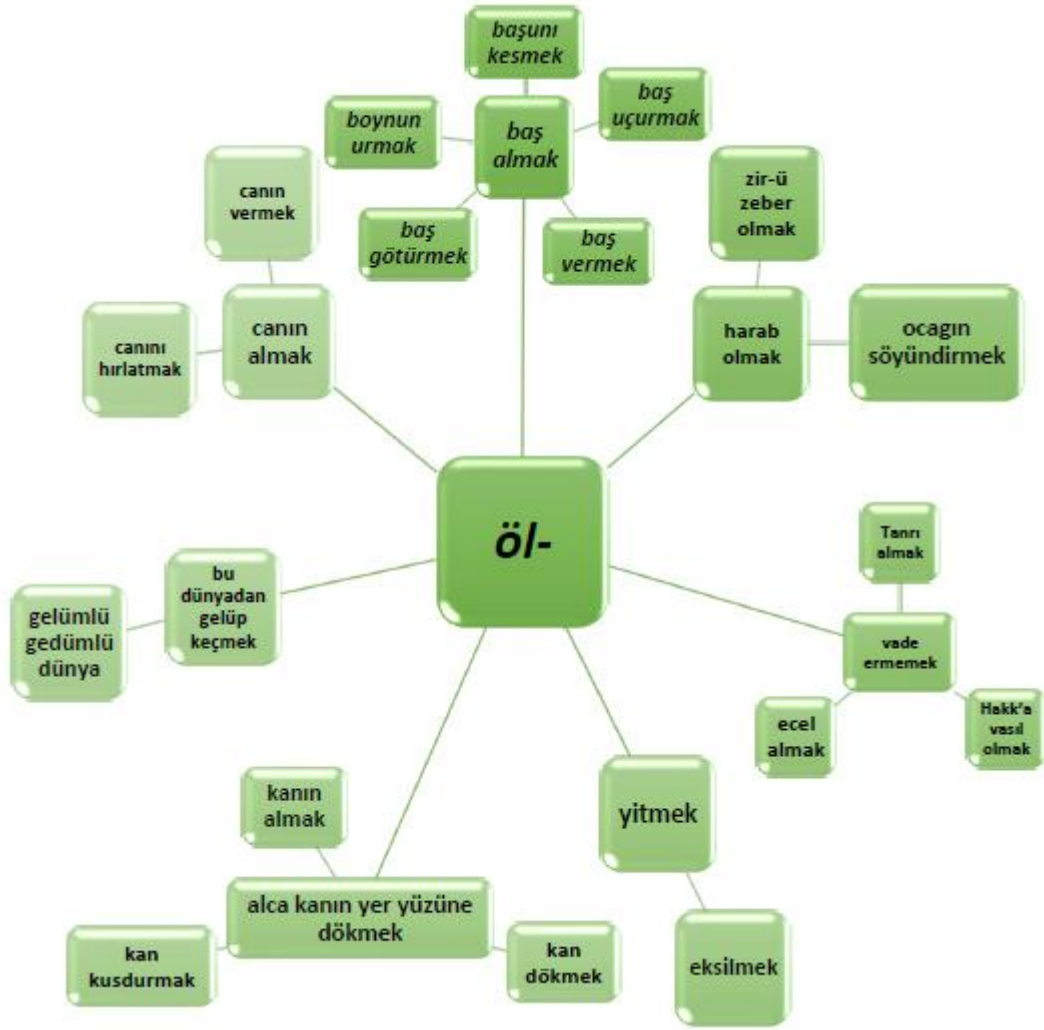 başunı
kesmek
baş
uçurmak
boynun
urmak
baş
almak
baş
götürmek
baş
vermek
canın
vermek
canını
hırlatmak
canın
almak
zir-ü
zeber
olmak
harab
olmak
ocagın
söyündirmek
öl-
Tanrı
almak
vade
ermemek
ecel
almak
Hakk'a
vasıl
olmak
gelümlü
gedümlü
dünya
bu
dünyadan
gelüp
keçmek
kanın
almak
alca kanın yer yüzüne
dökmek
kan
kusdurmak
kan
dökmek
yitmek
eksilmek